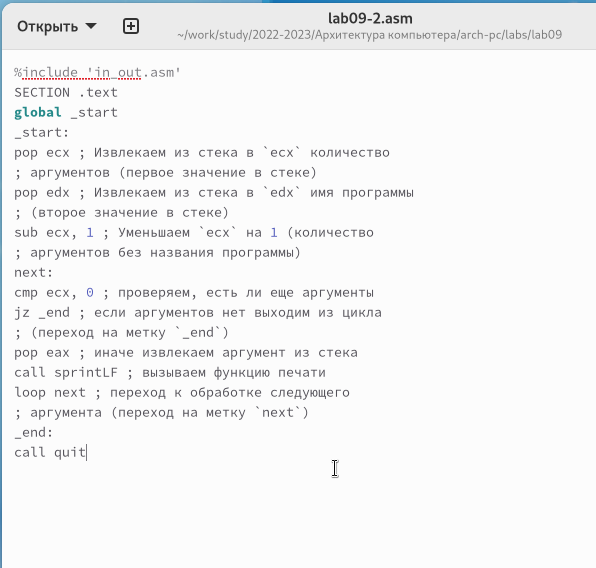 Открыть
lab09-2.asm
~/work/study/2022-2023/Архитектура компьютера/arch-pc/labs/lab09
%include 'in_out.asm'
SECTION .text
global _start
_start:
pop ecx ; Извлекаем из стека в `ecx` количество
; аргументов (первое значение в стеке)
pop edx ; Извлекаем из стека в `edx` имя программы
; (второе значение в стеке)
sub ecx, 1 ; Уменьшаем `ecx` на 1 (количество
; аргументов без названия программы)
next:
cmp ecx, 0 ; проверяем, есть ли еще аргументы
jz _end ; если аргументов нет выходим из цикла
; (переход на метку `_end`)
pop eax ; иначе извлекаем аргумент из стека
call sprintLF ; вызываем функцию печати
loop next ; переход к обработке следующего
; аргумента (переход на метку `next`)
_end:
call quit